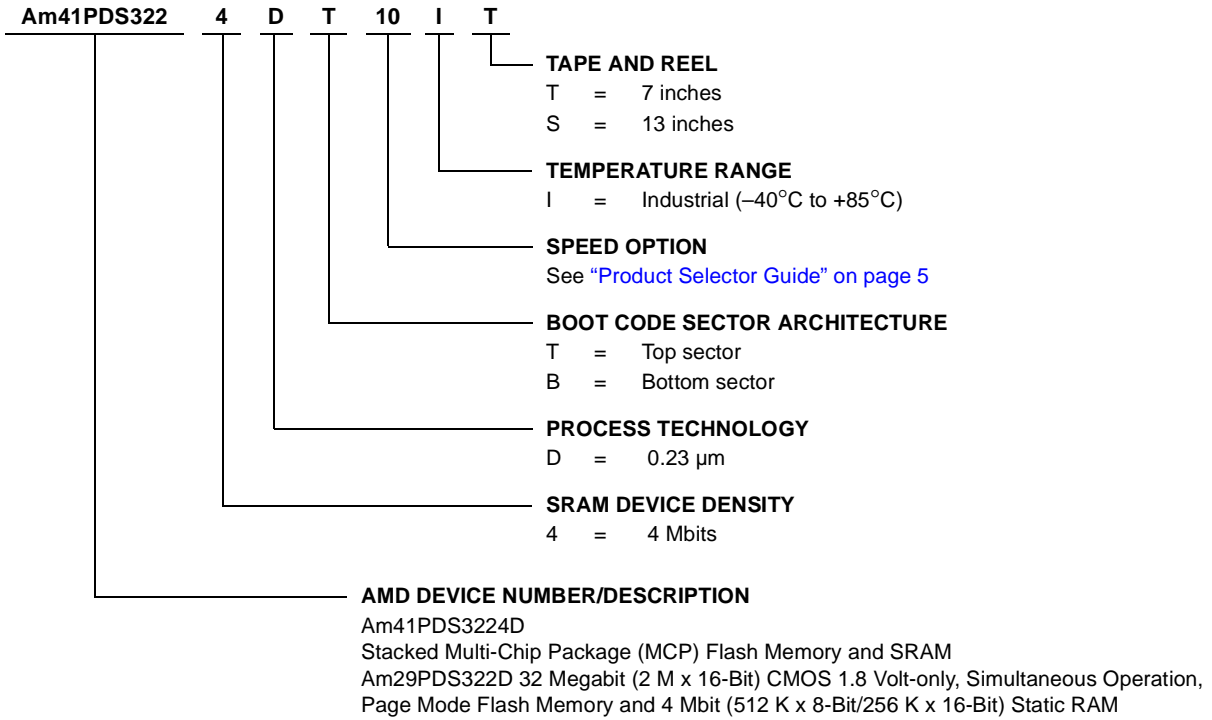 Am41PDS322 4 D T 10 I T
TAPE AND REEL
T = 7 inches
S = 13 inches
TEMPERATURE RANGE
I = Industrial (–40°C to +85°C)
SPEED OPTION
See “Product Selector Guide” on page 5
BOOT CODE SECTOR ARCHITECTURE
T = Top sector
B = Bottom sector
PROCESS TECHNOLOGY
D = 0.23 µm
SRAM DEVICE DENSITY
4 = 4 Mbits
AMD DEVICE NUMBER/DESCRIPTION
Am41PDS3224D
Stacked Multi-Chip Package (MCP) Flash Memory and SRAM
Am29PDS322D 32 Megabit (2 M x 16-Bit) CMOS 1.8 Volt-only, Simultaneous Operation,
Page Mode Flash Memory and 4 Mbit (512 K x 8-Bit/256 K x 16-Bit) Static RAM